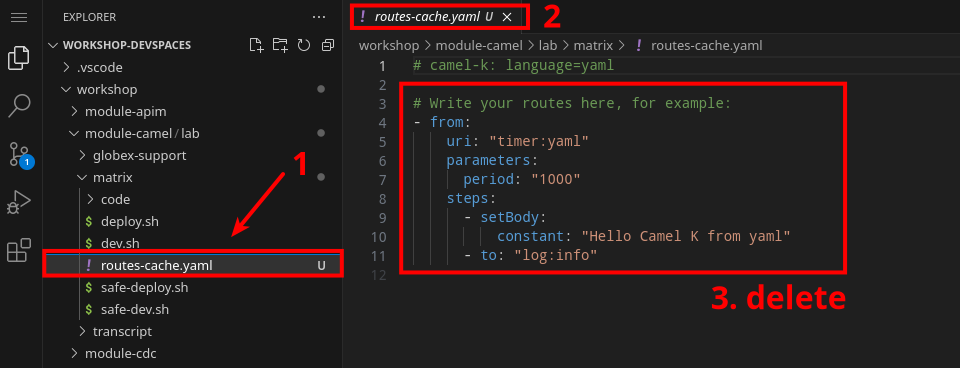 EXPLORER
WORKSHOP-DEVSPACES
.vscode
workshop
module-apim
module-camel / lab
globex-support
matrix
code
$ deploy.sh
$ dev.sh
! routes-cache.yaml U
$ safe-deploy.sh
$ safe-dev.sh
transcript
module-cdc
1
1
! routes-cache.yaml U ×
2
workshop > module-camel > lab > matrix > ! routes-cache.yaml
1 # camel-k: language=yaml
2
3 # Write your routes here, for example:
4 - from:
5 uri: "timer:yaml"
6 parameters:
7 period: "1000"
8 steps:
9 - setBody:
10 constant: "Hello Camel K from yaml"
11 - to: "log:info"
12
3. delete